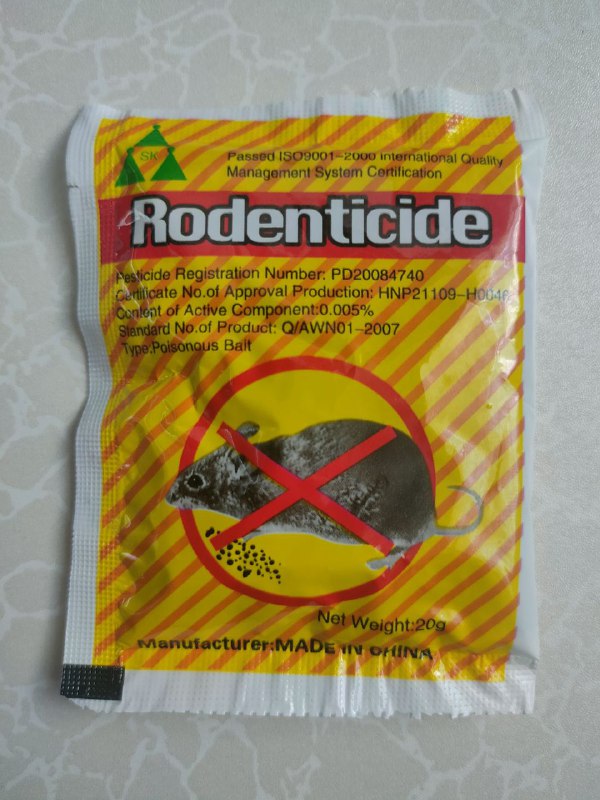 SK
Passed ISO9001-2000 International Quality
Management System Certification
Rodenticide
Pesticide Registration Number: PD20084740
Certificate No.of Approval Production: HNP21109-H0046
Content of Active Component:0.005%
Standard No.of Product: Q/AWN01-2007
Type:Poisonous Bait
Net Weight:20g
Manufacturer:MADE IN CHINA